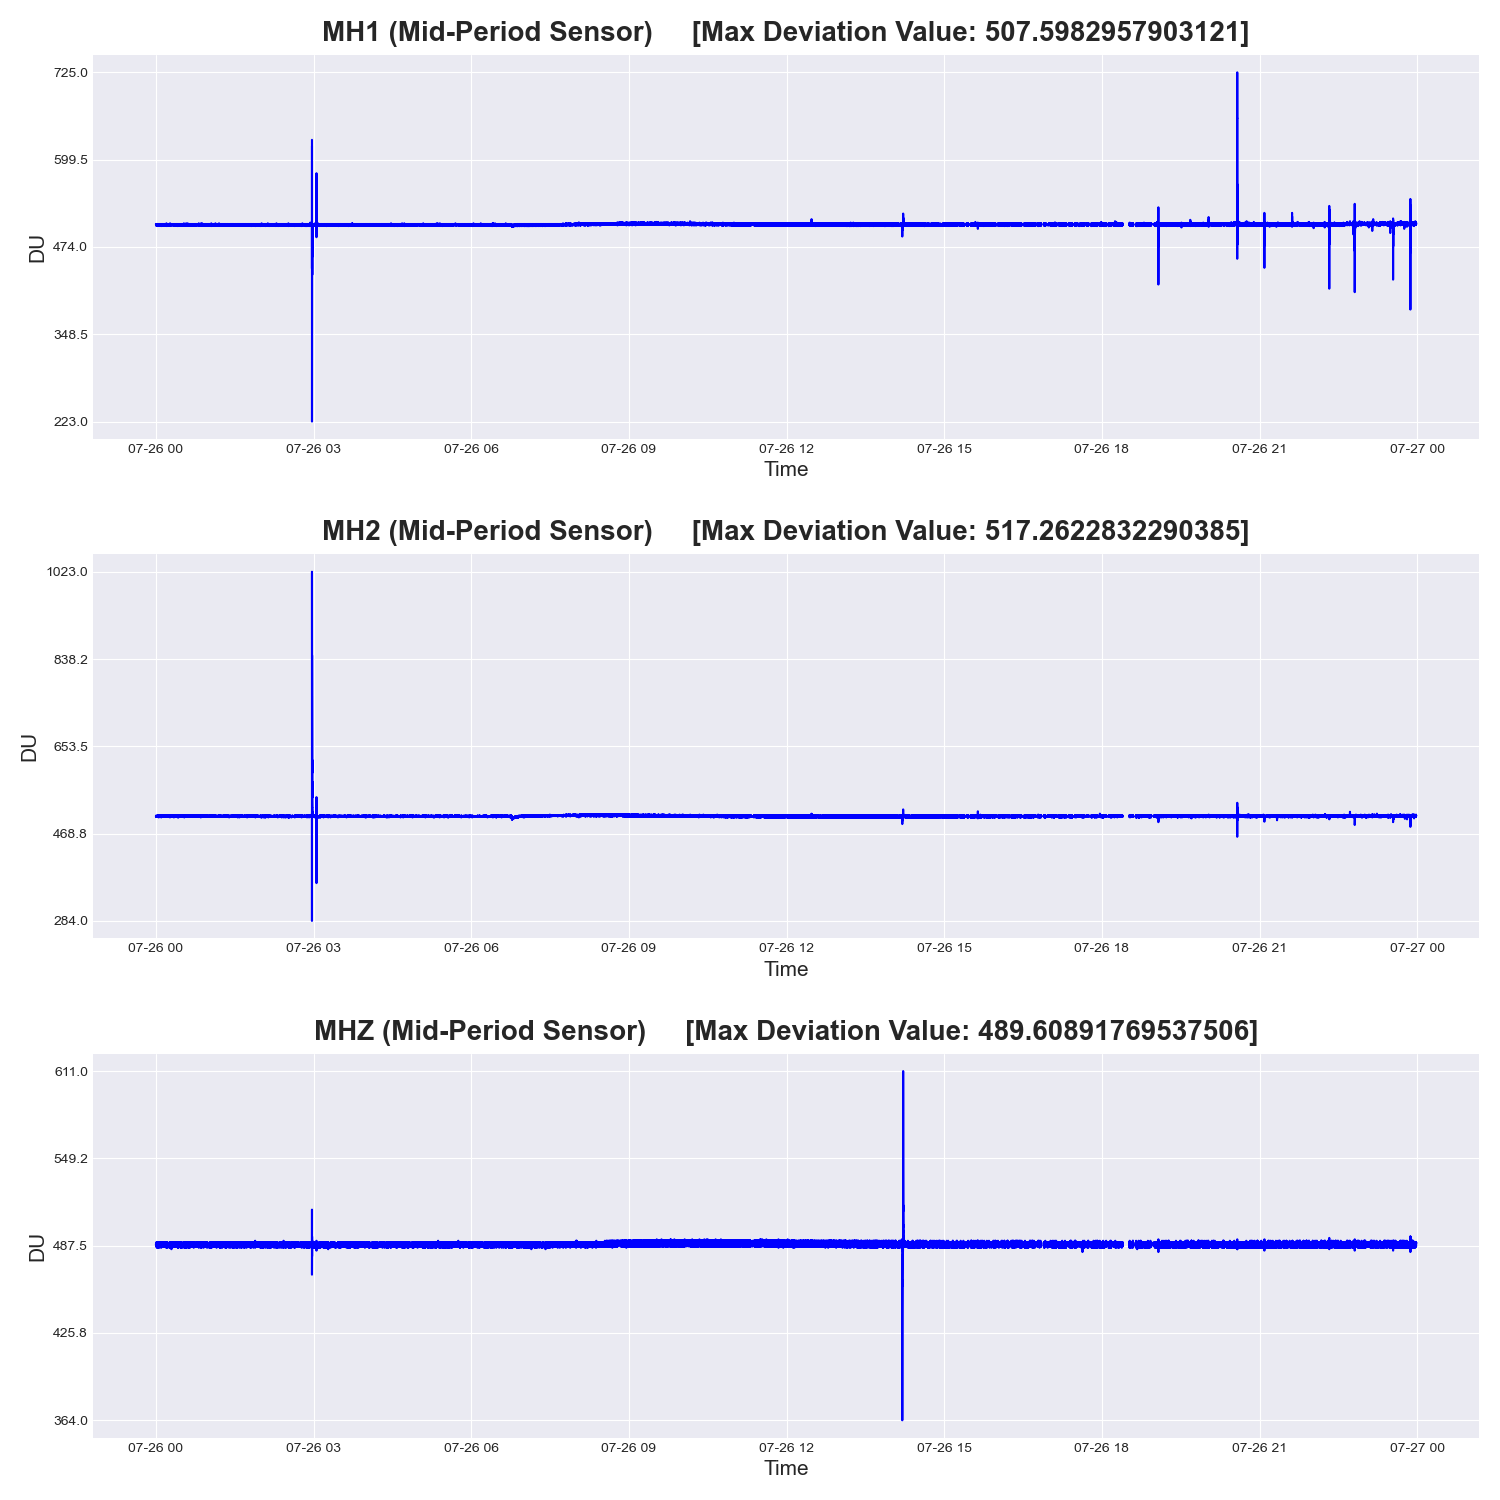 MH1 (Mid-Period Sensor) [Max Deviation Value: 507.5982957903121]
725.0
599.5
474.0
348.5
223.0
DU
07-26 00 07-26 03 07-26 06 07-26 09 07-26 12 07-26 15 07-26 18 07-26 21 07-27 00
Time
MH2 (Mid-Period Sensor) [Max Deviation Value: 517.2622832290385]
1023.0
838.2
653.5
468.8
284.0
DU
07-26 00 07-26 03 07-26 06 07-26 09 07-26 12 07-26 15 07-26 18 07-26 21 07-27 00
Time
MHZ (Mid-Period Sensor) [Max Deviation Value: 489.60891769537506]
611.0
549.2
487.5
425.8
364.0
DU
07-26 00 07-26 03 07-26 06 07-26 09 07-26 12 07-26 15 07-26 18 07-26 21 07-27 00
Time